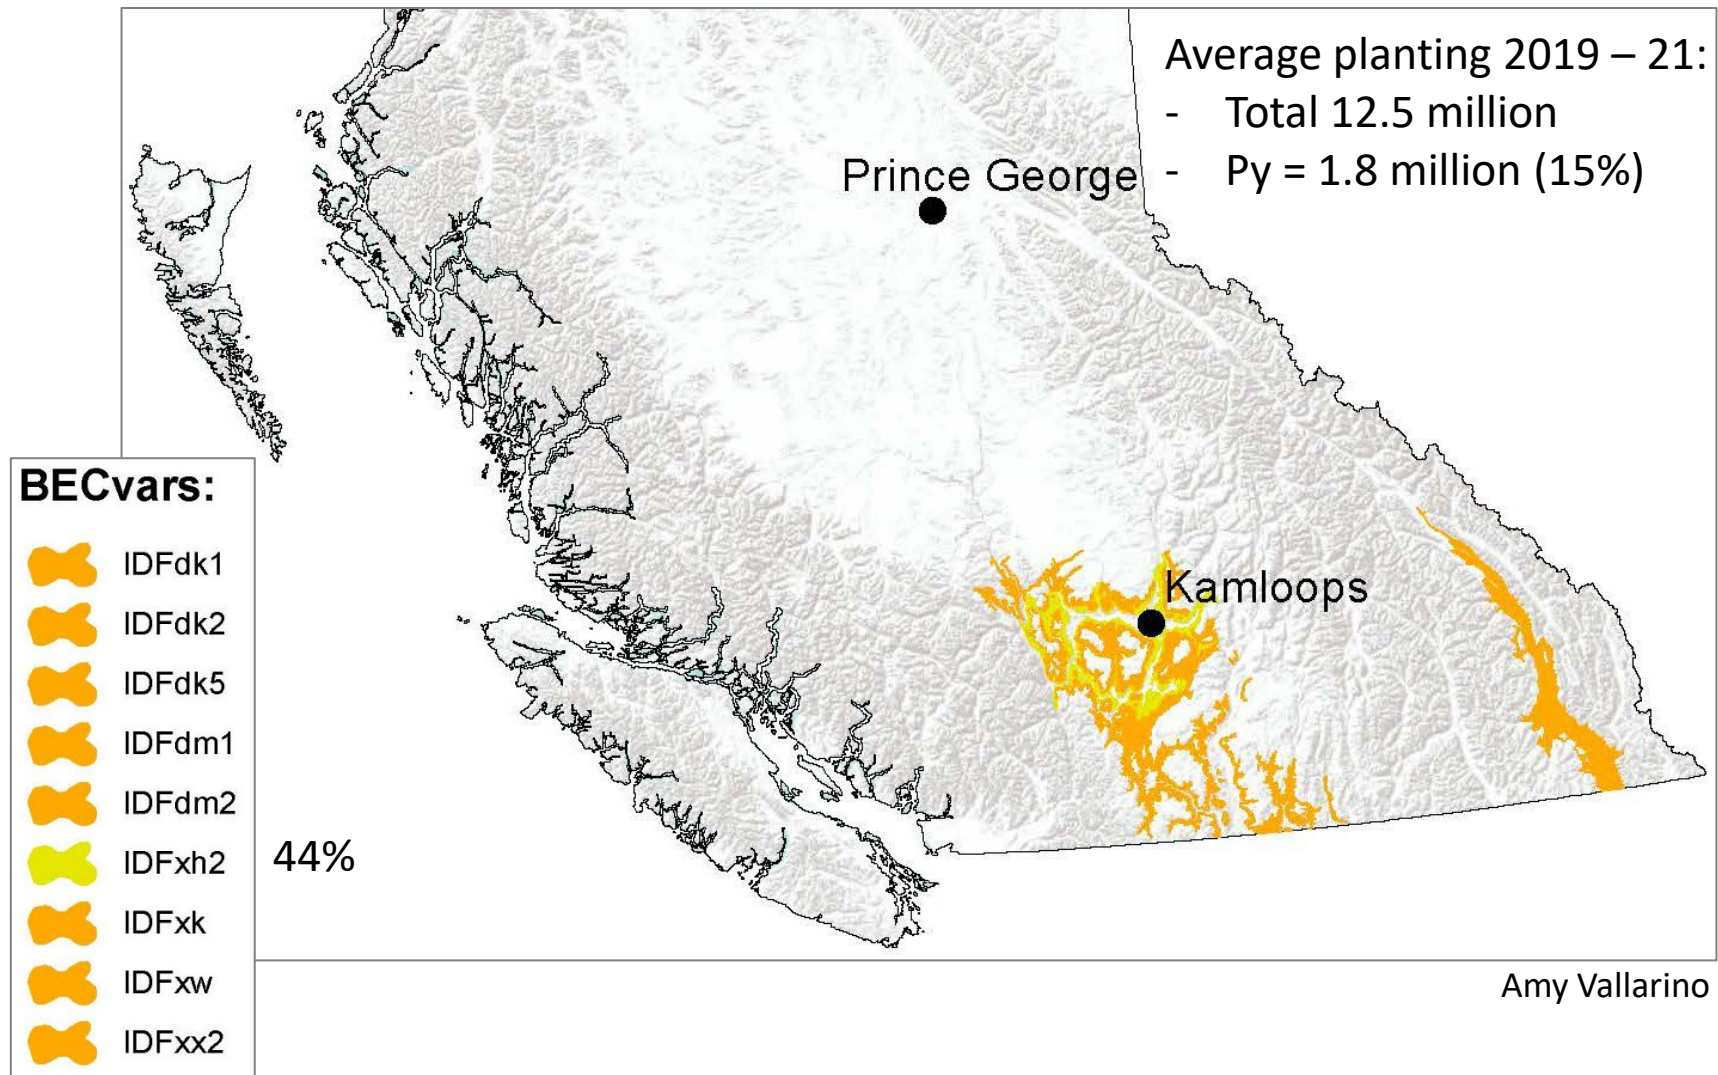 Average planting 2019 – 21:
- Total 12.5 million
- Py = 1.8 million (15%)
Prince George
Kamloops
BECvars:
IDFdk1
IDFdk2
IDFdk5
IDFdm1
IDFdm2
IDFxh2
44%
IDFxk
IDFxw
IDFxx2
Amy Vallarino